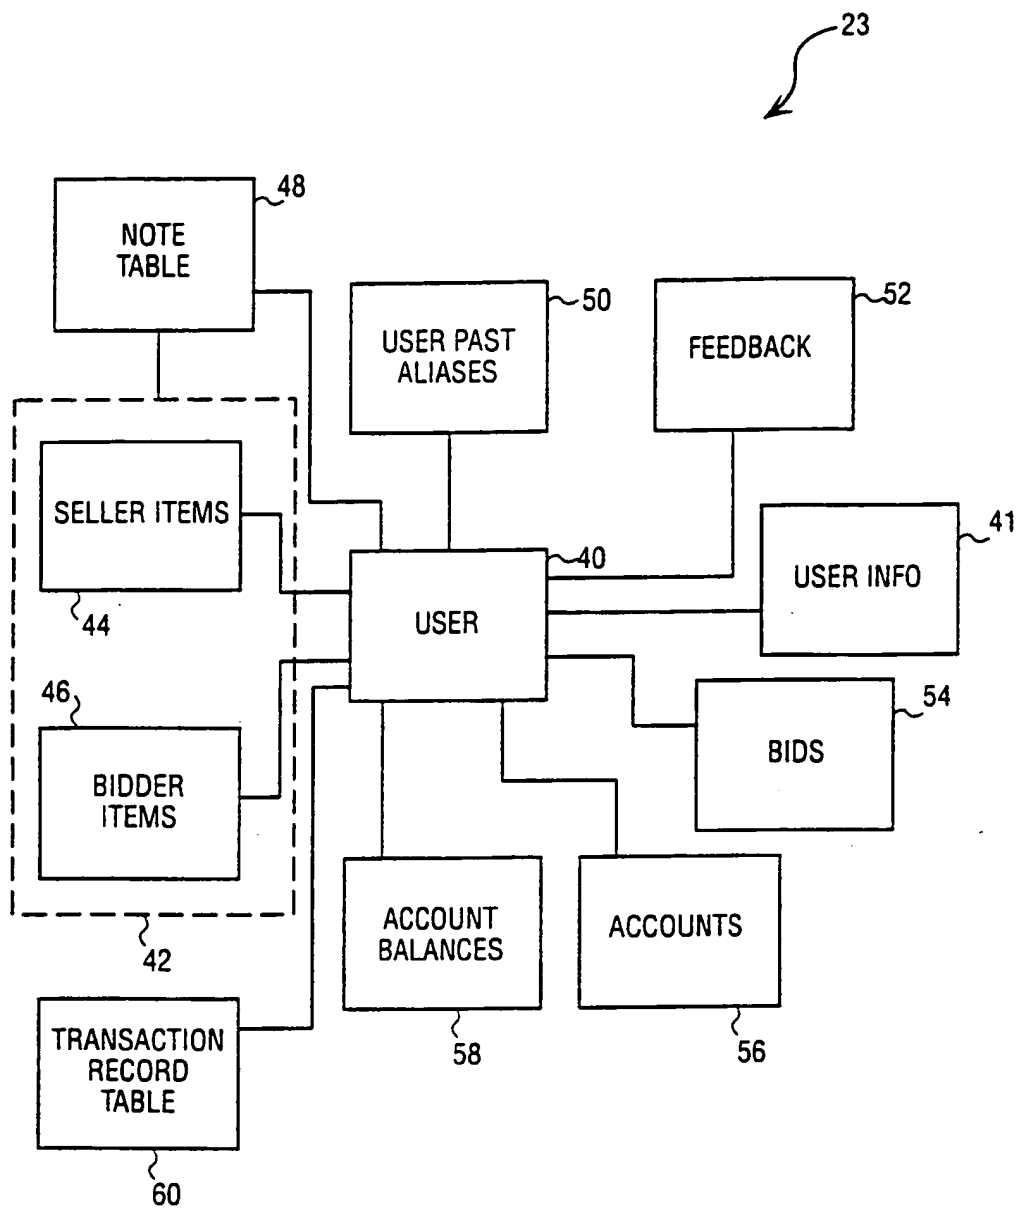 23
48
NOTE
TABLE
50
USER PAST
ALIASES
52
FEEDBACK
SELLER ITEMS
44
40
USER
41
USER INFO
46
BIDDER
ITEMS
54
BIDS
42
ACCOUNT
BALANCES
58
ACCOUNTS
56
TRANSACTION
RECORD
TABLE
60